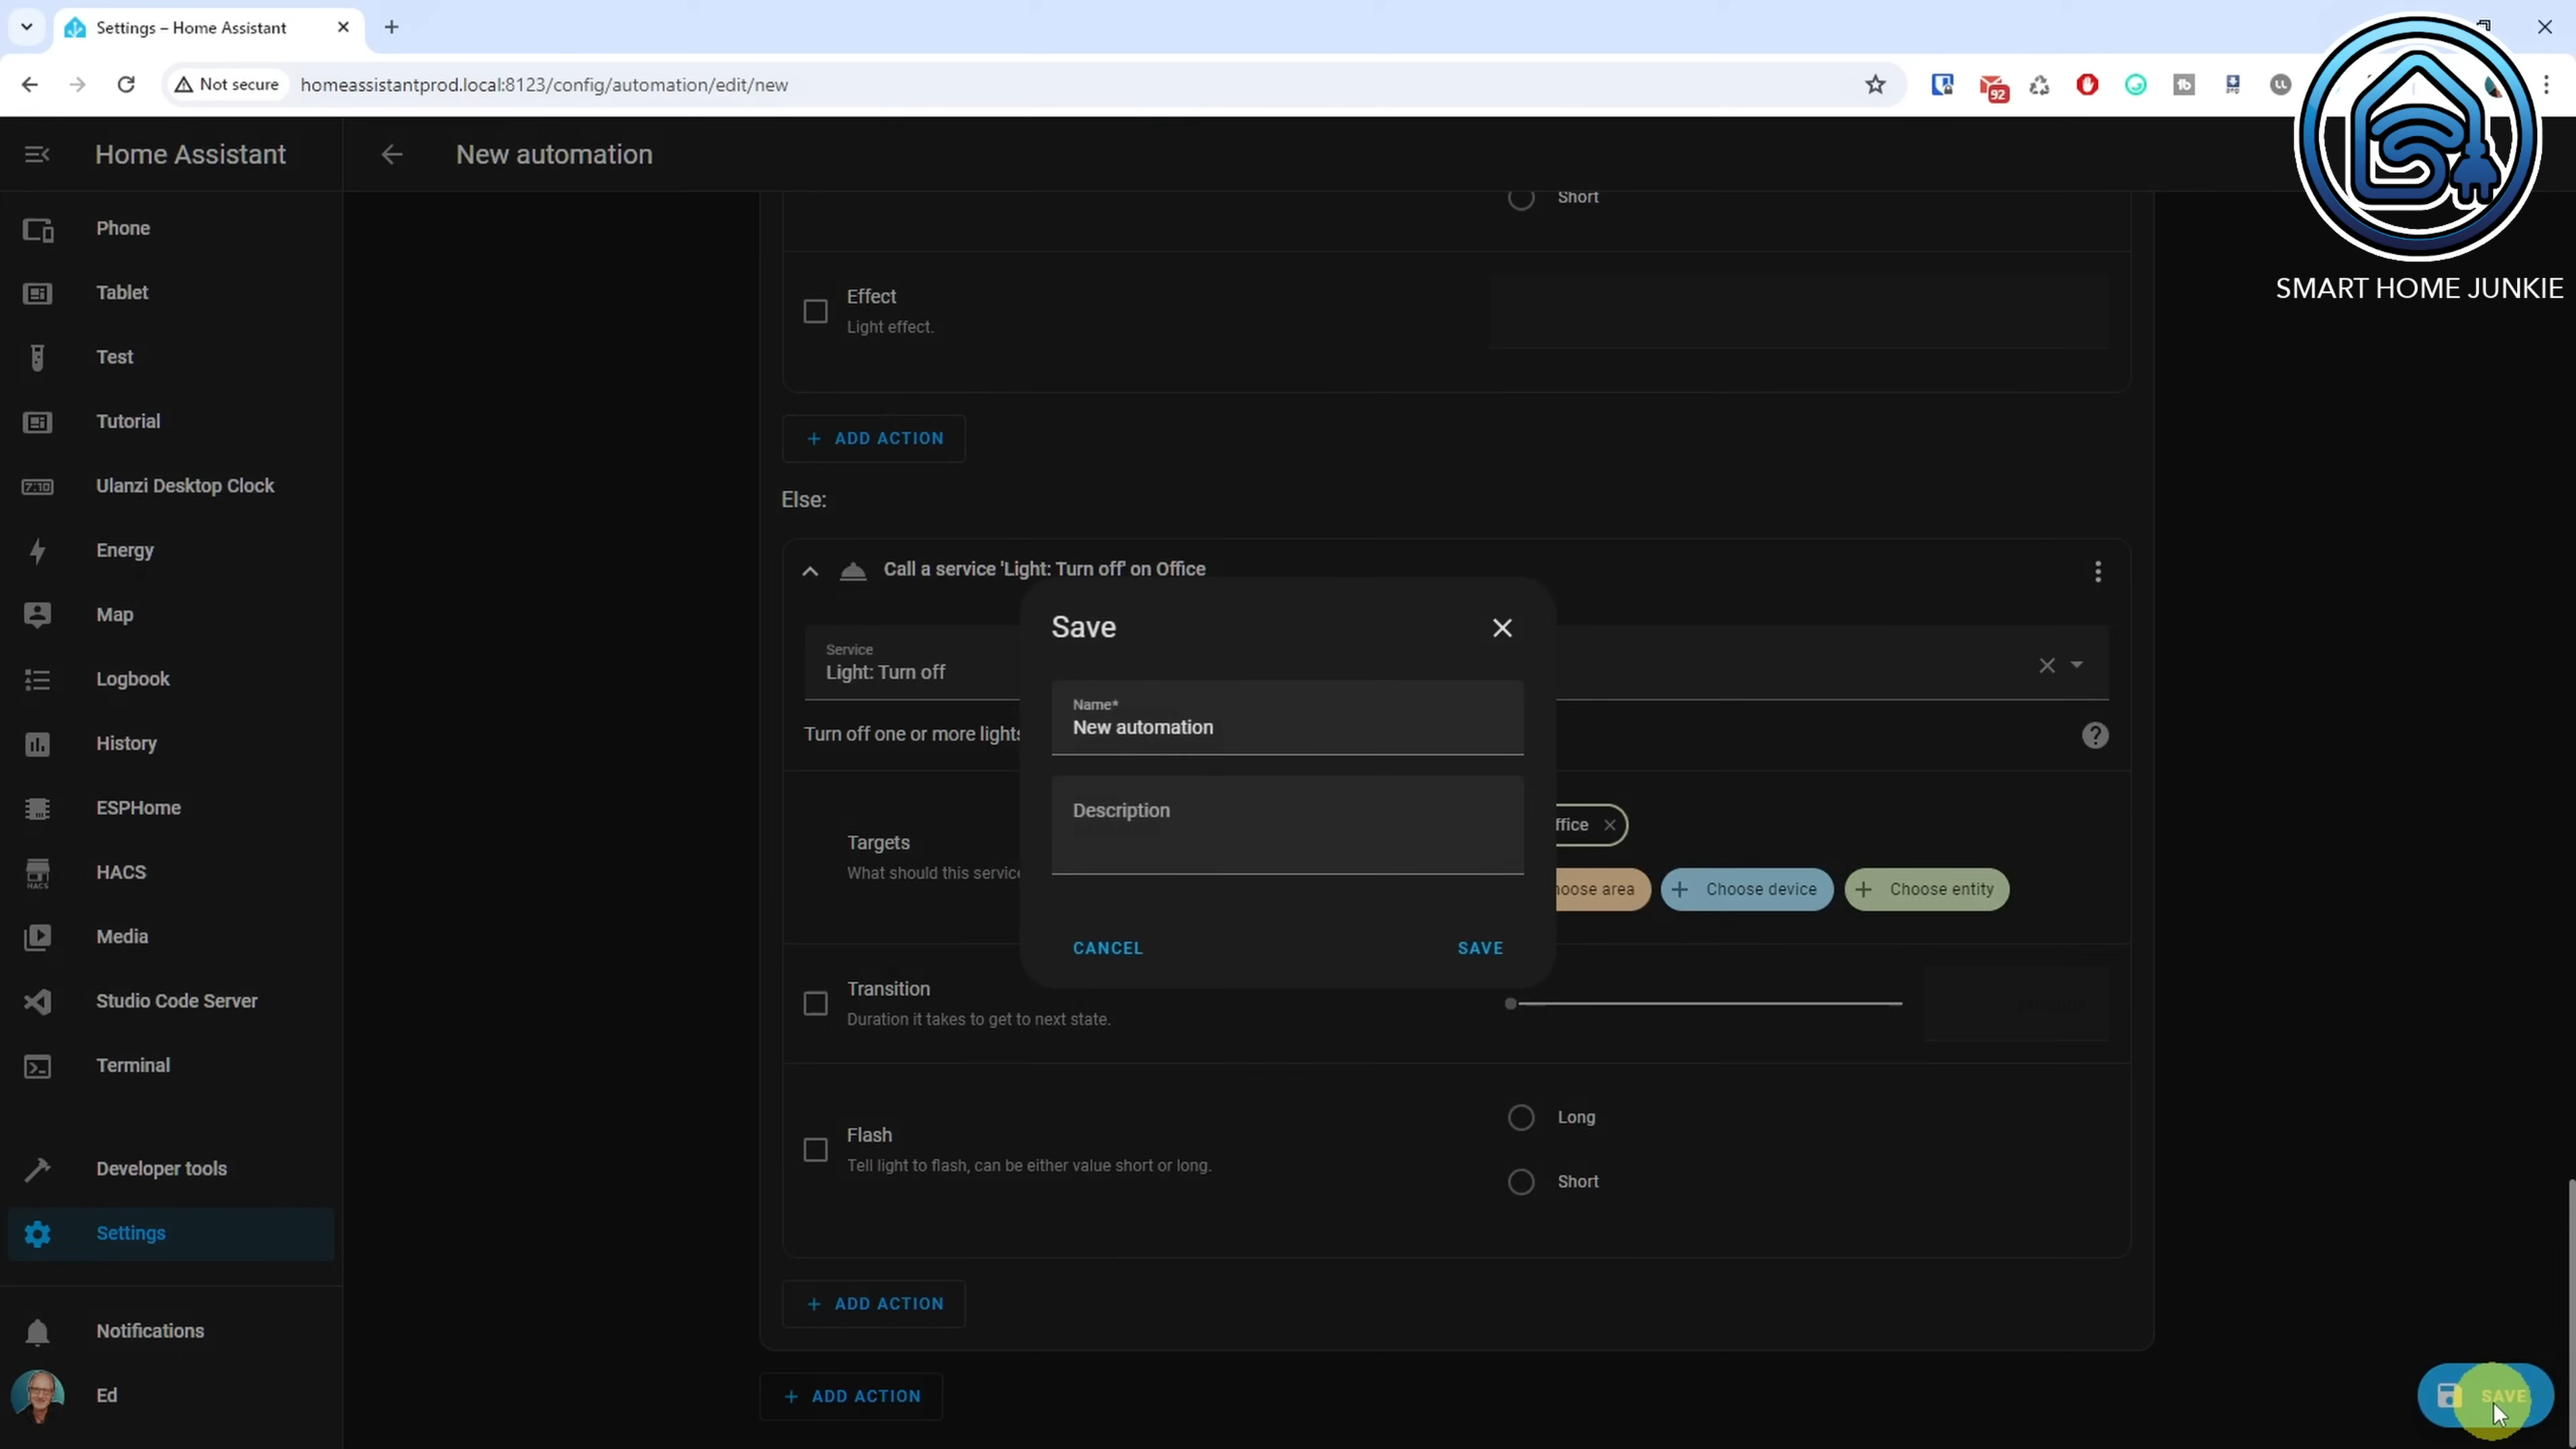 Settings – Home Assistant
Not secure
homeassistantprod.local:8123/config/automation/edit/new
92
Home Assistant
New automation
SMART HOME JUNKIE
Phone
Tablet
Test
Tutorial
7:10
Ulanzi Desktop Clock
Energy
Map
Logbook
History
ESPHome
HACS
HACS
Media
Studio Code Server
Terminal
Developer tools
Settings
Notifications
Ed
Short
Effect
Light effect.
+ ADD ACTION
Else:
Call a service 'Light: Turn off' on Office
Service
Light: Turn off
Turn off one or more lights
Targets
What should this service
ffice
hoose area
+ Choose device
+ Choose entity
Transition
Duration it takes to get to next state.
Flash
Tell light to flash, can be either value short or long.
Long
Short
+ ADD ACTION
+ ADD ACTION
Save
Name*
New automation
Description
CANCEL
SAVE
SAVE